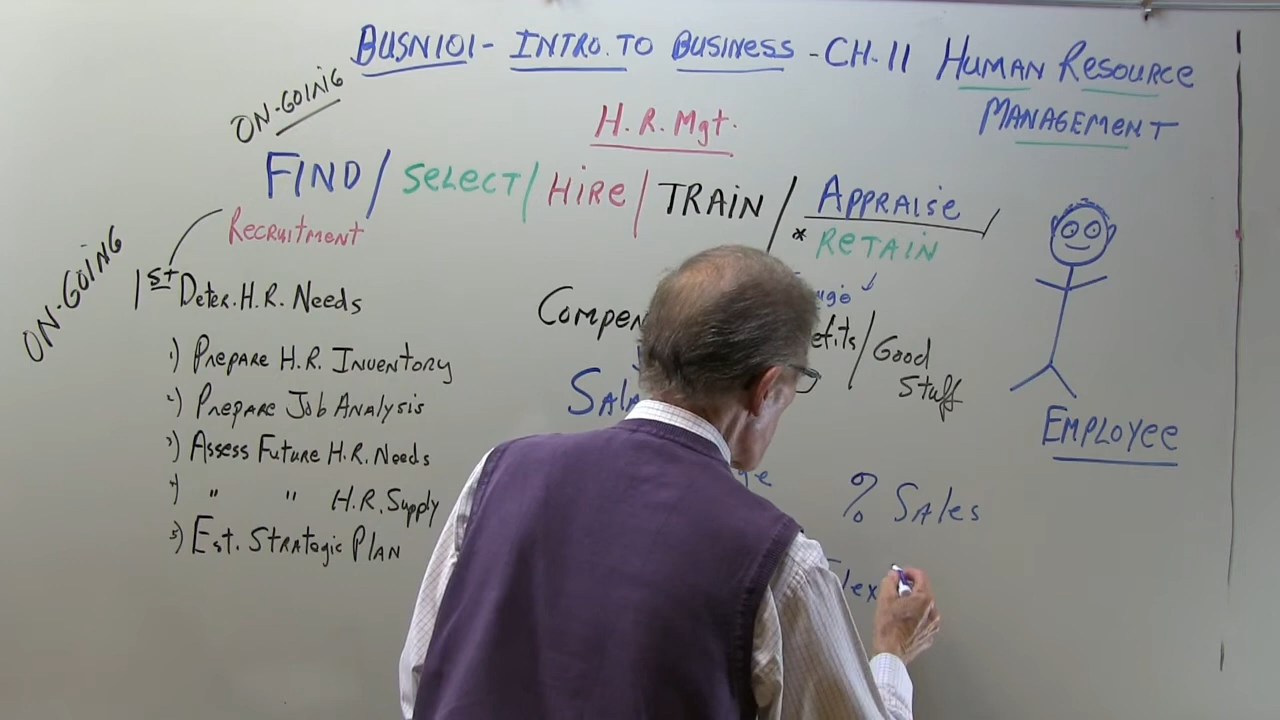 BUSN101 - INTRO. TO BUSINESS - CH. 11 HUMAN RESOURCE
MANAGEMENT
ON-GOING
H.R. Mgt.
FIND / SELECT / HIRE / TRAIN / APPRAISE /
* RETAIN
RECRUITMENT
ON-GOING
1st DETER. H.R. NEEDS
1) PREPARE H.R. INVENTORY
2) PREPARE JOB ANALYSIS
3) ASSESS FUTURE H.R. NEEDS
4) " " H.R. SUPPLY
5) EST. STRATEGIC PLAN
/ GOOD
STUFF
EMPLOYEE
% SALES